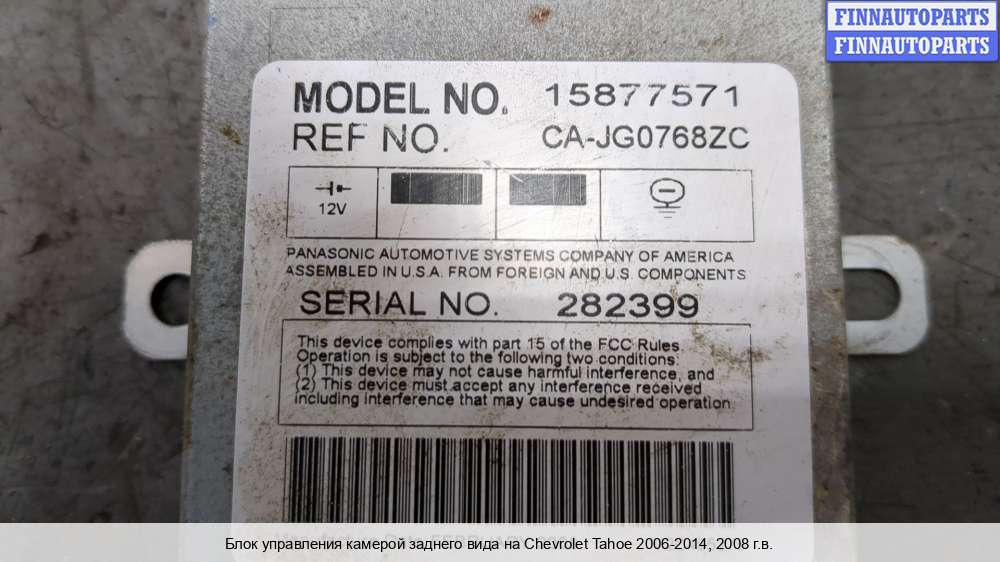 FINNAUTOPARTS
FINNAUTOPARTS
MODEL NO. 15877571
REF NO. CA-JG0768ZC
12V
PANASONIC AUTOMOTIVE SYSTEMS COMPANY OF AMERICA
ASSEMBLED IN U.S.A. FROM FOREIGN AND U.S. COMPONENTS
SERIAL NO. 282399
This device complies with part 15 of the FCC Rules.
Operation is subject to the following two conditions:
(1) This device may not cause harmful interference, and
(2) This device must accept any interference received
including interference that may cause undesired operation.
Блок управления камерой заднего вида на Chevrolet Tahoe 2006-2014, 2008 г.в.